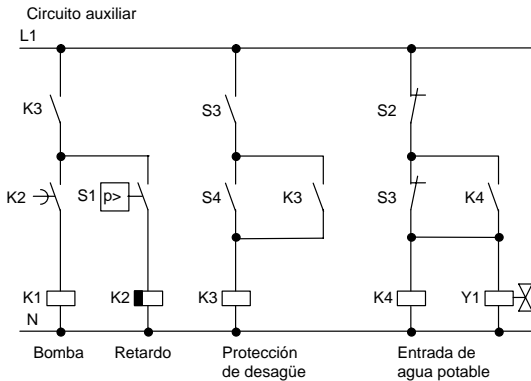 Circuito auxiliar
L1
K3 S3 S2
K2 S1 p> S4 K3 S3 K4
K1 K2 K3 K4 Y1
N
Bomba Retardo Protección Entrada de
de desagüe agua potable